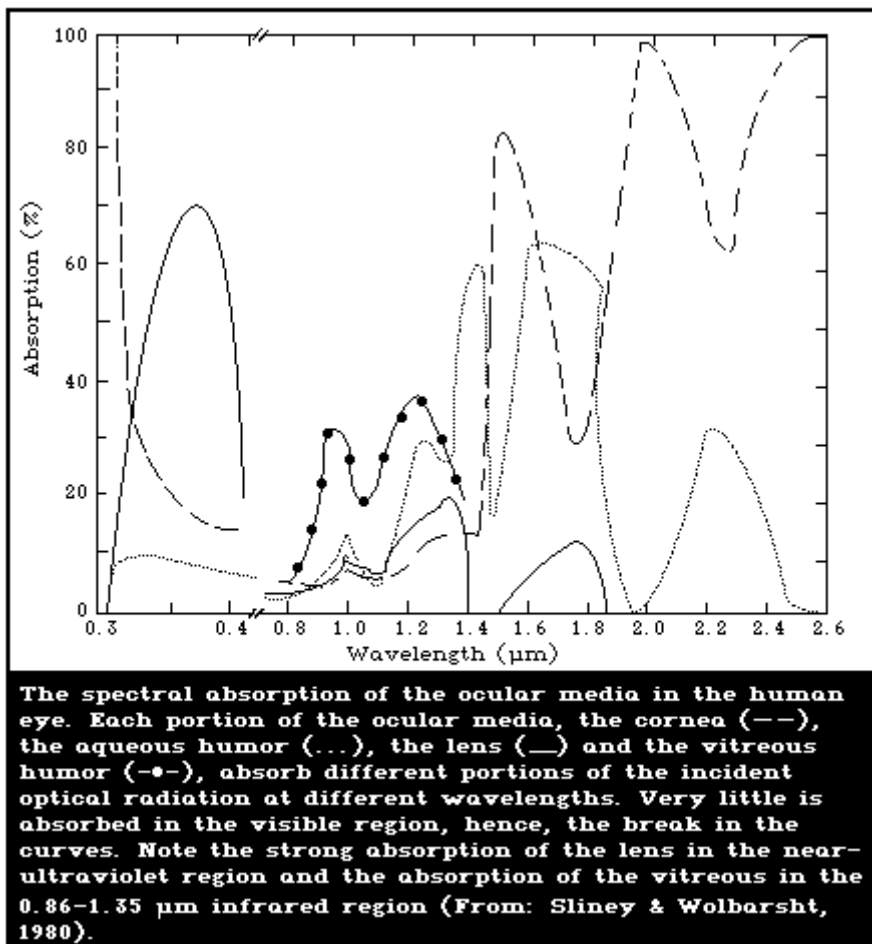 100
80
60
40
20
0
Absorption (%)
0.3 0.4 0.8 1.0 1.2 1.4 1.6 1.8 2.0 2.2 2.4 2.6
Wavelength (μm)
The spectral absorption of the ocular media in the human
eye. Each portion of the ocular media, the cornea (——),
the aqueous humor (...), the lens (__) and the vitreous
humor (-●-), absorb different portions of the incident
optical radiation at different wavelengths. Very little is
absorbed in the visible region, hence, the break in the
curves. Note the strong absorption of the lens in the near-
ultraviolet region and the absorption of the vitreous in the
0.86-1.35 μm infrared region (From: Sliney & Wolbarsht,
1980).